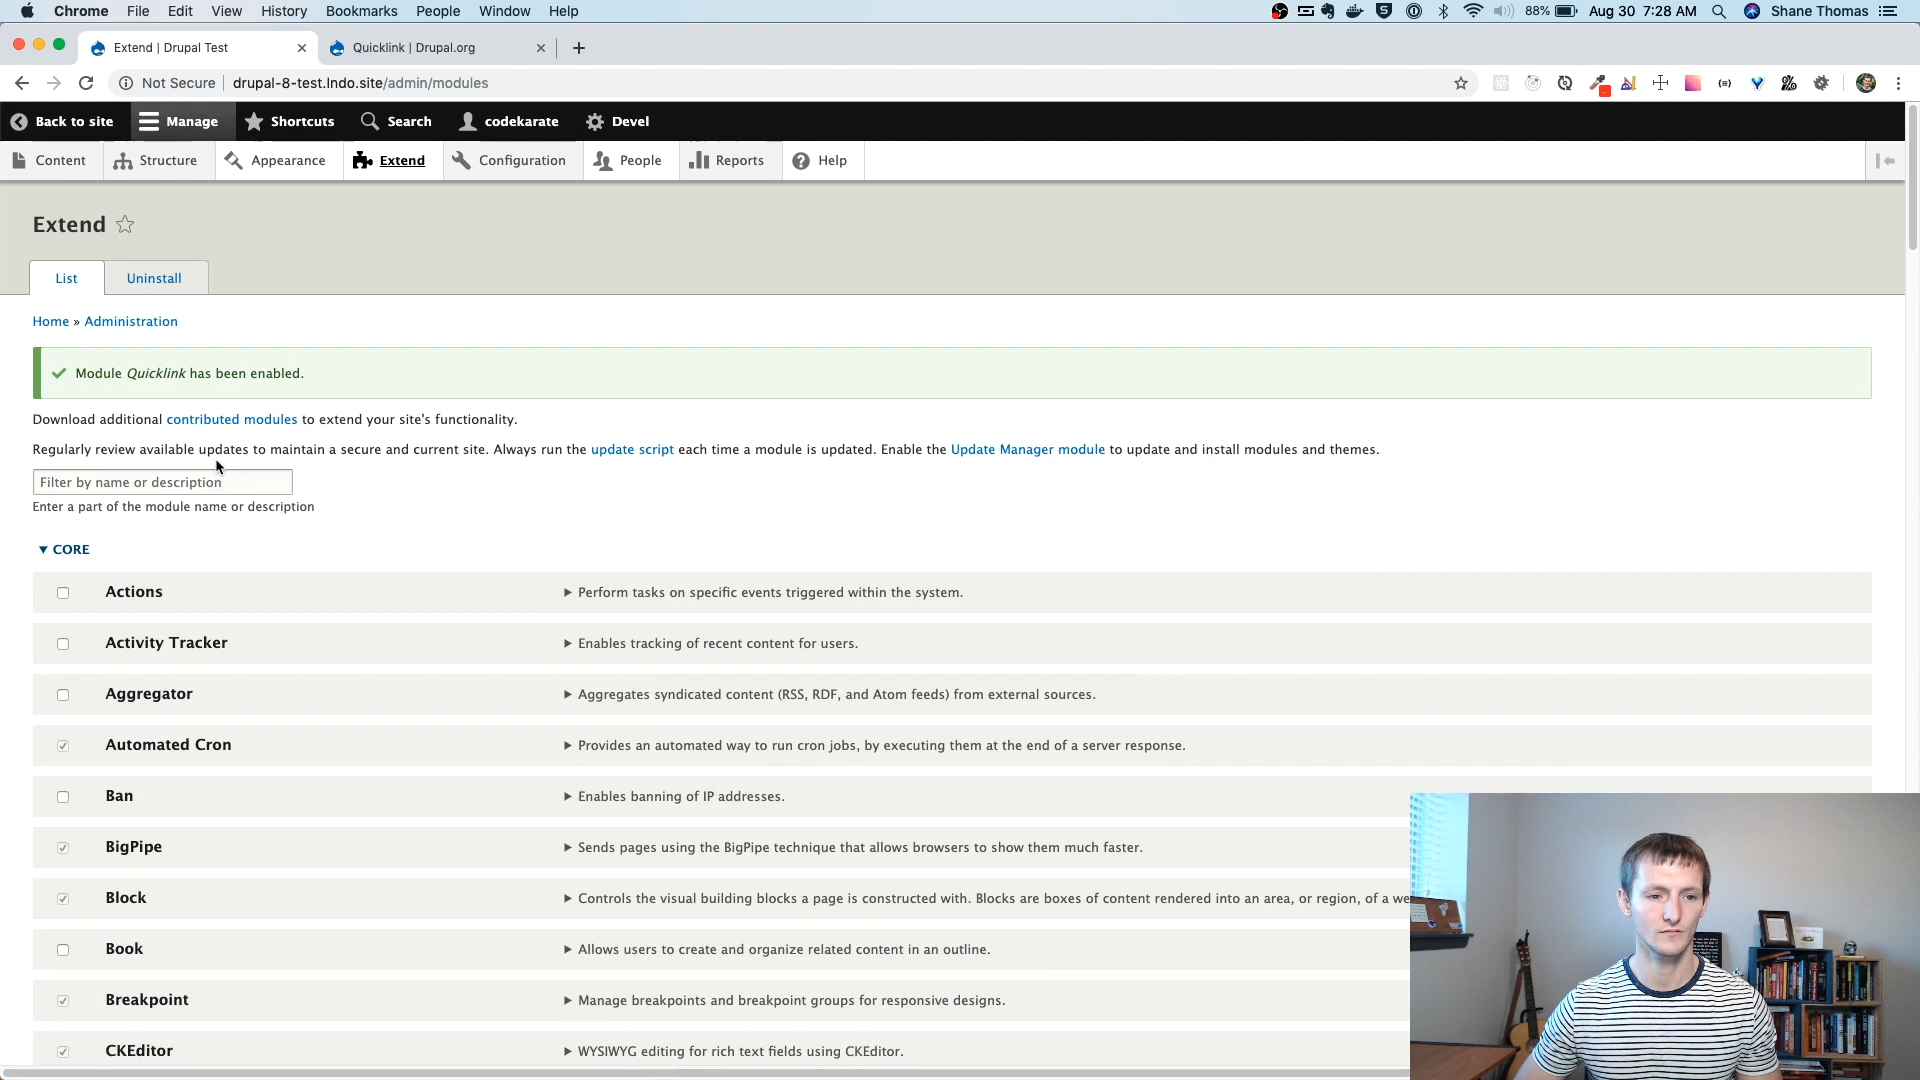 Chrome File Edit View History Bookmarks People Window Help 88% Aug 30 7:28 AM Shane Thomas
Extend | Drupal Test Quicklink | Drupal.org
Not Secure drupal-8-test.lndo.site/admin/modules
Back to site Manage Shortcuts Search codekarate Devel
Content Structure Appearance Extend Configuration People Reports Help
Extend
List Uninstall
Home » Administration
Module Quicklink has been enabled.
Download additional contributed modules to extend your site's functionality.
Regularly review available updates to maintain a secure and current site. Always run the update script each time a module is updated. Enable the Update Manager module to update and install modules and themes.
Filter by name or description
Enter a part of the module name or description
CORE
Actions Perform tasks on specific events triggered within the system.
Activity Tracker Enables tracking of recent content for users.
Aggregator Aggregates syndicated content (RSS, RDF, and Atom feeds) from external sources.
Automated Cron Provides an automated way to run cron jobs, by executing them at the end of a server response.
Ban Enables banning of IP addresses.
BigPipe Sends pages using the BigPipe technique that allows browsers to show them much faster.
Block Controls the visual building blocks a page is constructed with. Blocks are boxes of content rendered into an area, or region, of a we
Book Allows users to create and organize related content in an outline.
Breakpoint Manage breakpoints and breakpoint groups for responsive designs.
CKEditor WYSIWYG editing for rich text fields using CKEditor.